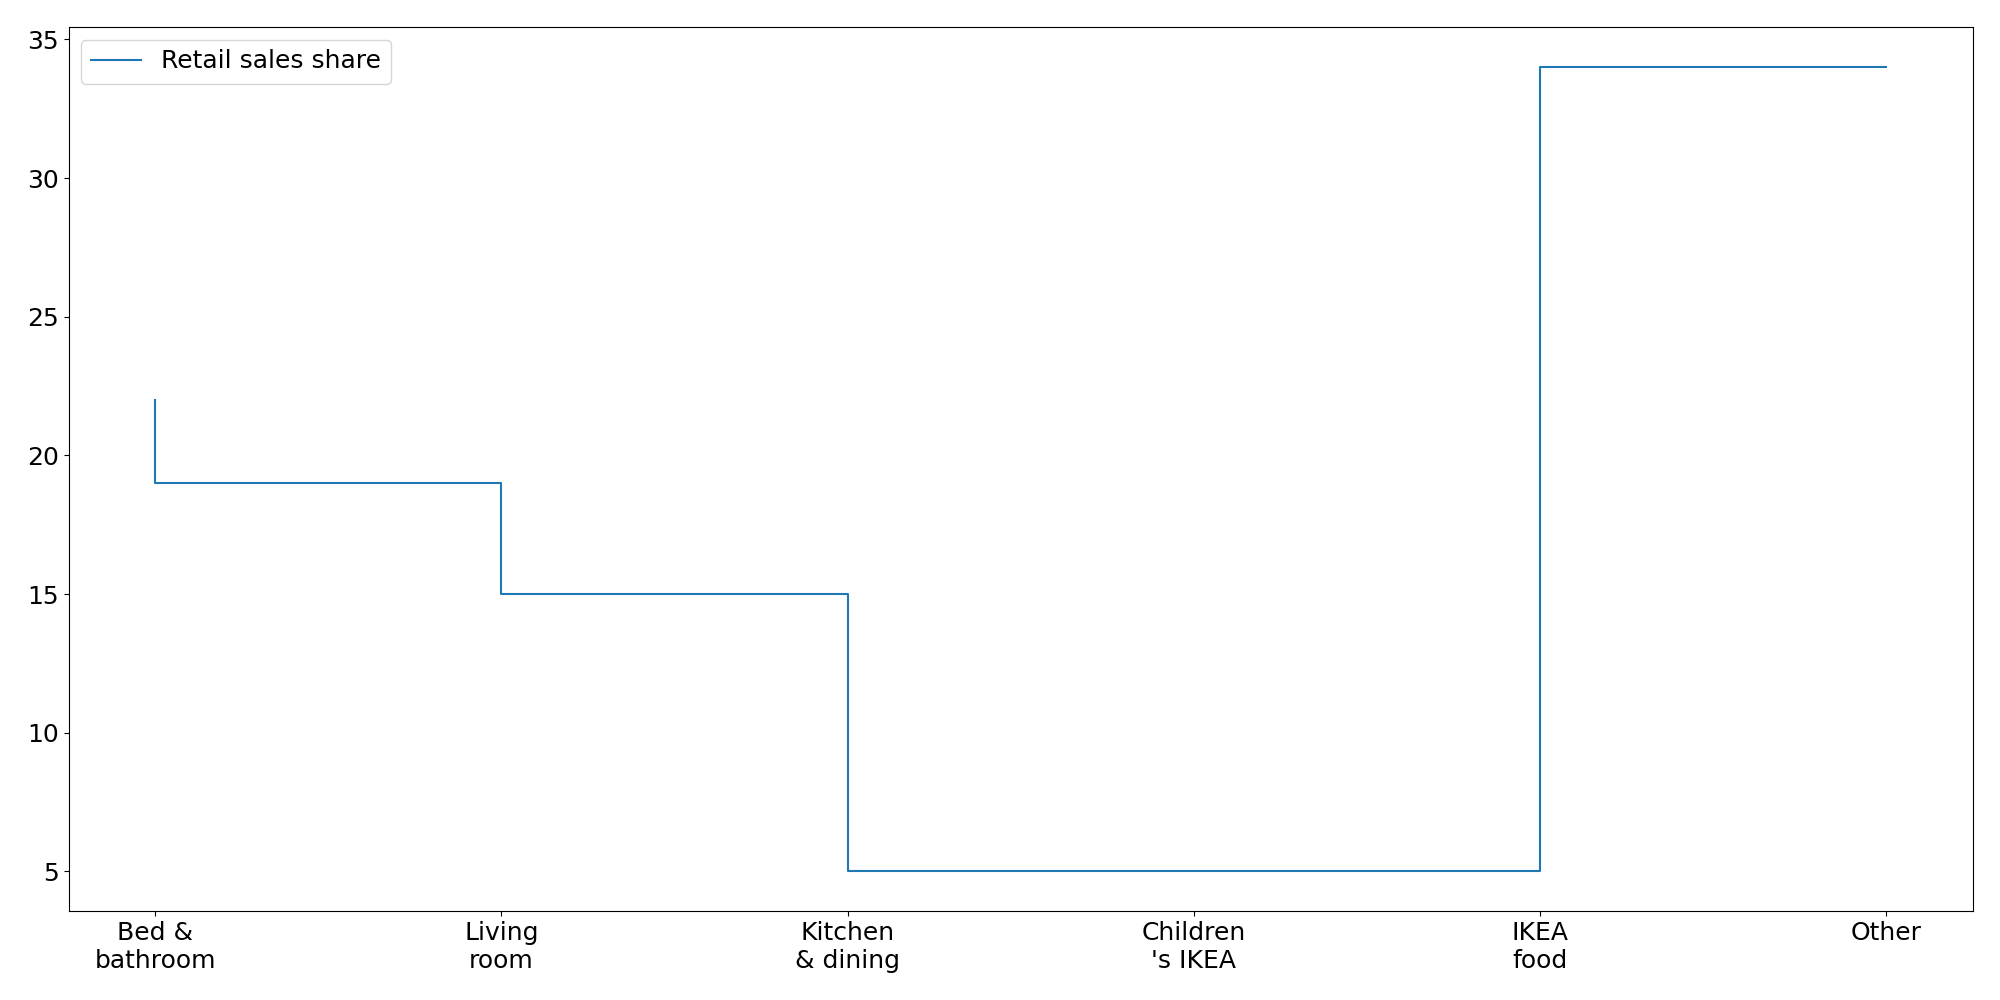 Retail sales share
35
30
25
20
15
10
5
Bed &
bathroom
Living
room
Kitchen
& dining
Children
's IKEA
IKEA
food
Other